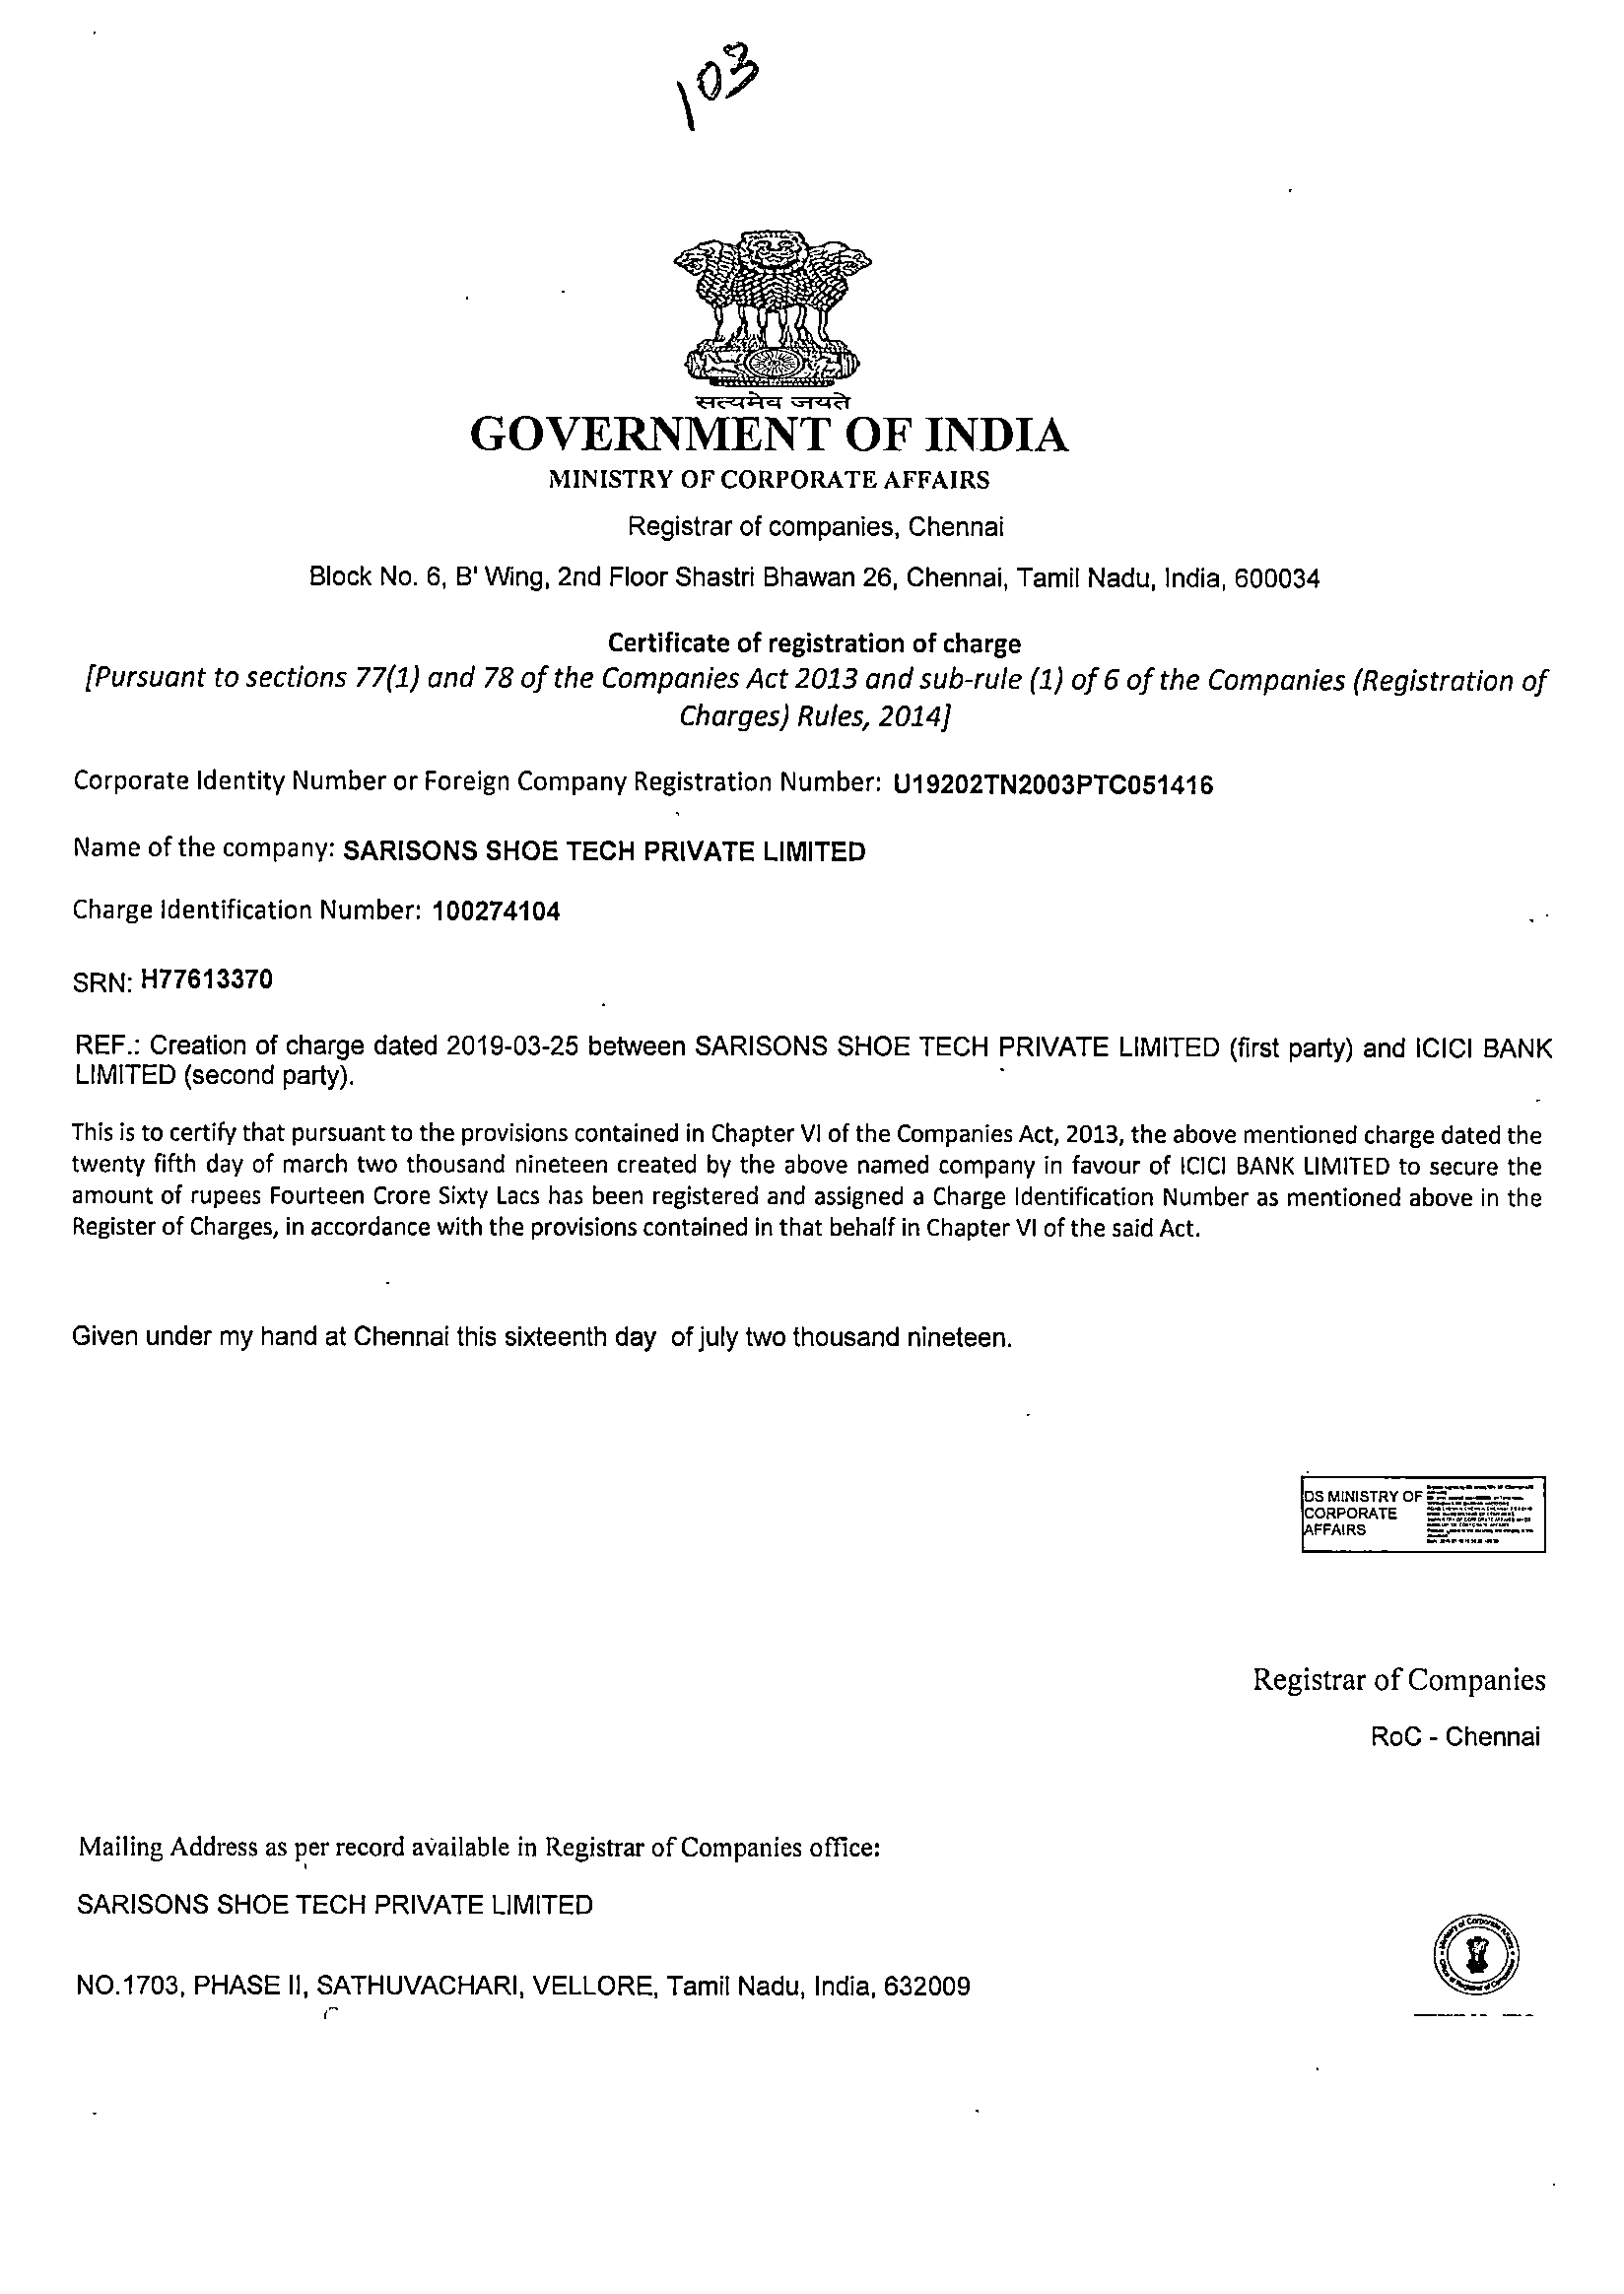 103
सत्यमेव जयते
GOVERNMENT OF INDIA
MINISTRY OF CORPORATE AFFAIRS
Registrar of companies, Chennai
Block No. 6, B' Wing, 2nd Floor Shastri Bhawan 26, Chennai, Tamil Nadu, India, 600034
Certificate of registration of charge
[Pursuant to sections 77(1) and 78 of the Companies Act 2013 and sub-rule (1) of 6 of the Companies (Registration of
Charges) Rules, 2014]
Corporate Identity Number or Foreign Company Registration Number: U19202TN2003PTC051416
Name of the company: SARISONS SHOE TECH PRIVATE LIMITED
Charge Identification Number: 100274104
SRN: H77613370
REF.: Creation of charge dated 2019-03-25 between SARISONS SHOE TECH PRIVATE LIMITED (first party) and ICICI BANK
LIMITED (second party).
This is to certify that pursuant to the provisions contained in Chapter VI of the Companies Act, 2013, the above mentioned charge dated the
twenty fifth day of march two thousand nineteen created by the above named company in favour of ICICI BANK LIMITED to secure the
amount of rupees Fourteen Crore Sixty Lacs has been registered and assigned a Charge Identification Number as mentioned above in the
Register of Charges, in accordance with the provisions contained in that behalf in Chapter VI of the said Act.
Given under my hand at Chennai this sixteenth day of july two thousand nineteen.
DS MINISTRY OF
CORPORATE
AFFAIRS
Registrar of Companies
RoC - Chennai
Mailing Address as per record available in Registrar of Companies office:
SARISONS SHOE TECH PRIVATE LIMITED
NO.1703, PHASE II, SATHUVACHARI, VELLORE, Tamil Nadu, India, 632009